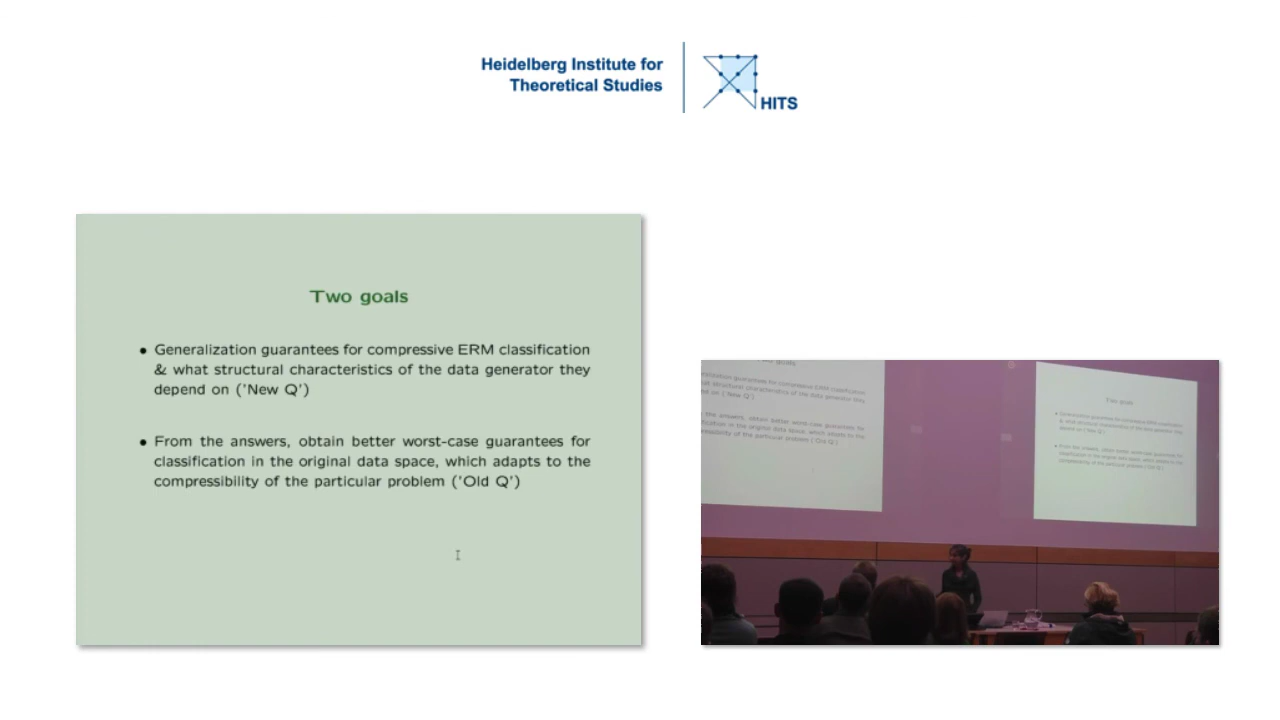 Heidelberg Institute for
Theoretical Studies
HITS
Two goals
• Generalization guarantees for compressive ERM classification
& what structural characteristics of the data generator they
depend on ('New Q')
• From the answers, obtain better worst-case guarantees for
classification in the original data space, which adapts to the
compressibility of the particular problem ('Old Q')
Two goals